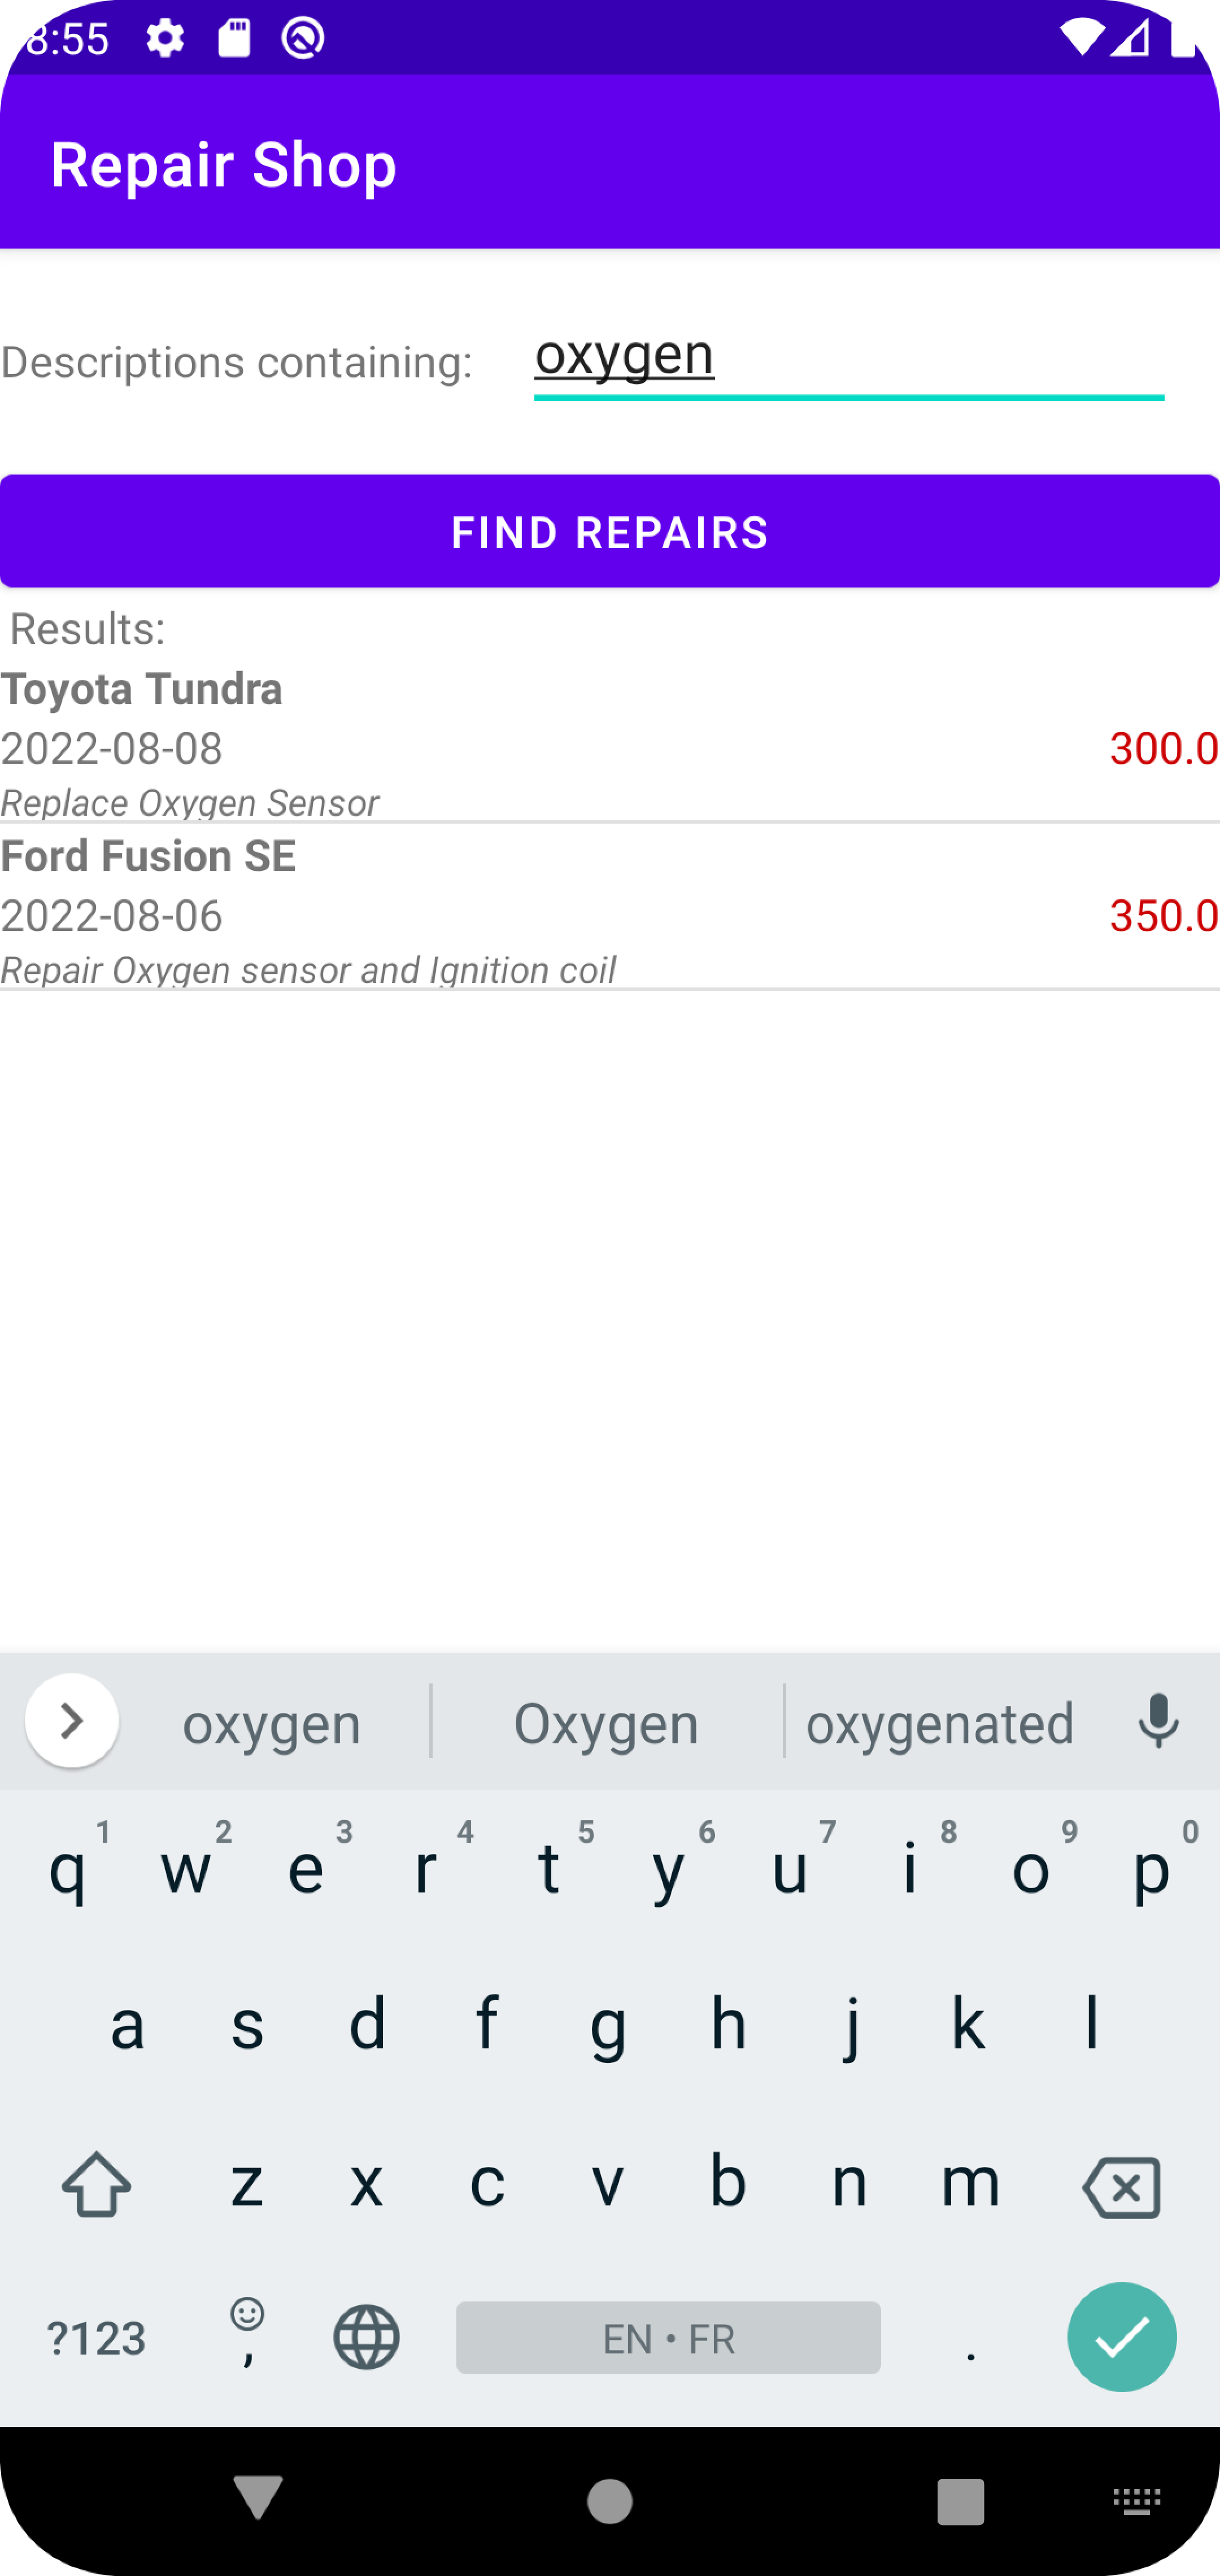 8:55
Repair Shop
Descriptions containing: oxygen
FIND REPAIRS
Results:
Toyota Tundra
2022-08-08 300.0
Replace Oxygen Sensor
Ford Fusion SE
2022-08-06 350.0
Repair Oxygen sensor and Ignition coil
oxygen Oxygen oxygenated
1 2 3 4 5 6 7 8 9 0
q w e r t y u i o p
a s d f g h j k l
z x c v b n m
?123 , EN • FR .